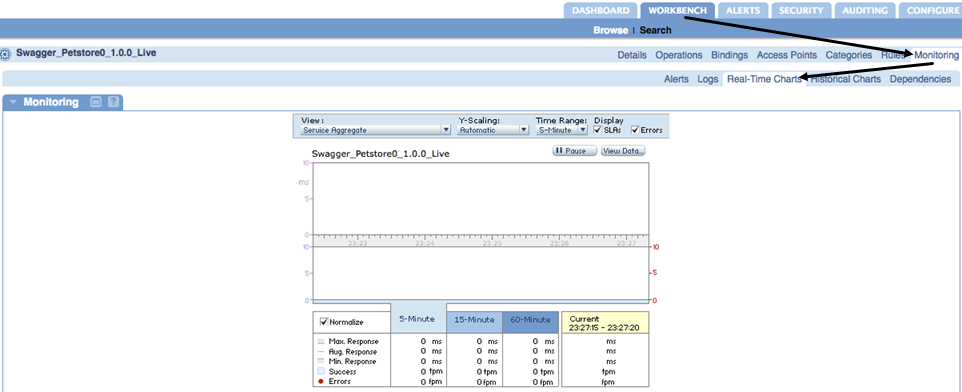 DASHBOARD WORKBENCH ALERTS SECURITY AUDITING CONFIGURE
Browse | Search
Swagger_Petstore0_1.0.0_Live
Details Operations Bindings Access Points Categories Rules Monitoring
Alerts Logs Real-Time Charts Historical Charts Dependencies
Monitoring ?
View: Y-Scaling: Time Range: Display
Service Aggregate Automatic 5-Minute SLAs Errors
Swagger_Petstore0_1.0.0_Live Pause View Data...
10
ms
5
0
23:23 23:24 23:25 23:26 23:27
10 10
5 5
0 0
Normalize 5-Minute 15-Minute 60-Minute Current
23:27:15 - 23:27:20
Max. Response 0 ms 0 ms 0 ms ms
Avg. Response 0 ms 0 ms 0 ms ms
Min. Response 0 ms 0 ms 0 ms ms
Success 0 tpm 0 tpm 0 tpm tpm
Errors 0 fpm 0 fpm 0 fpm fpm